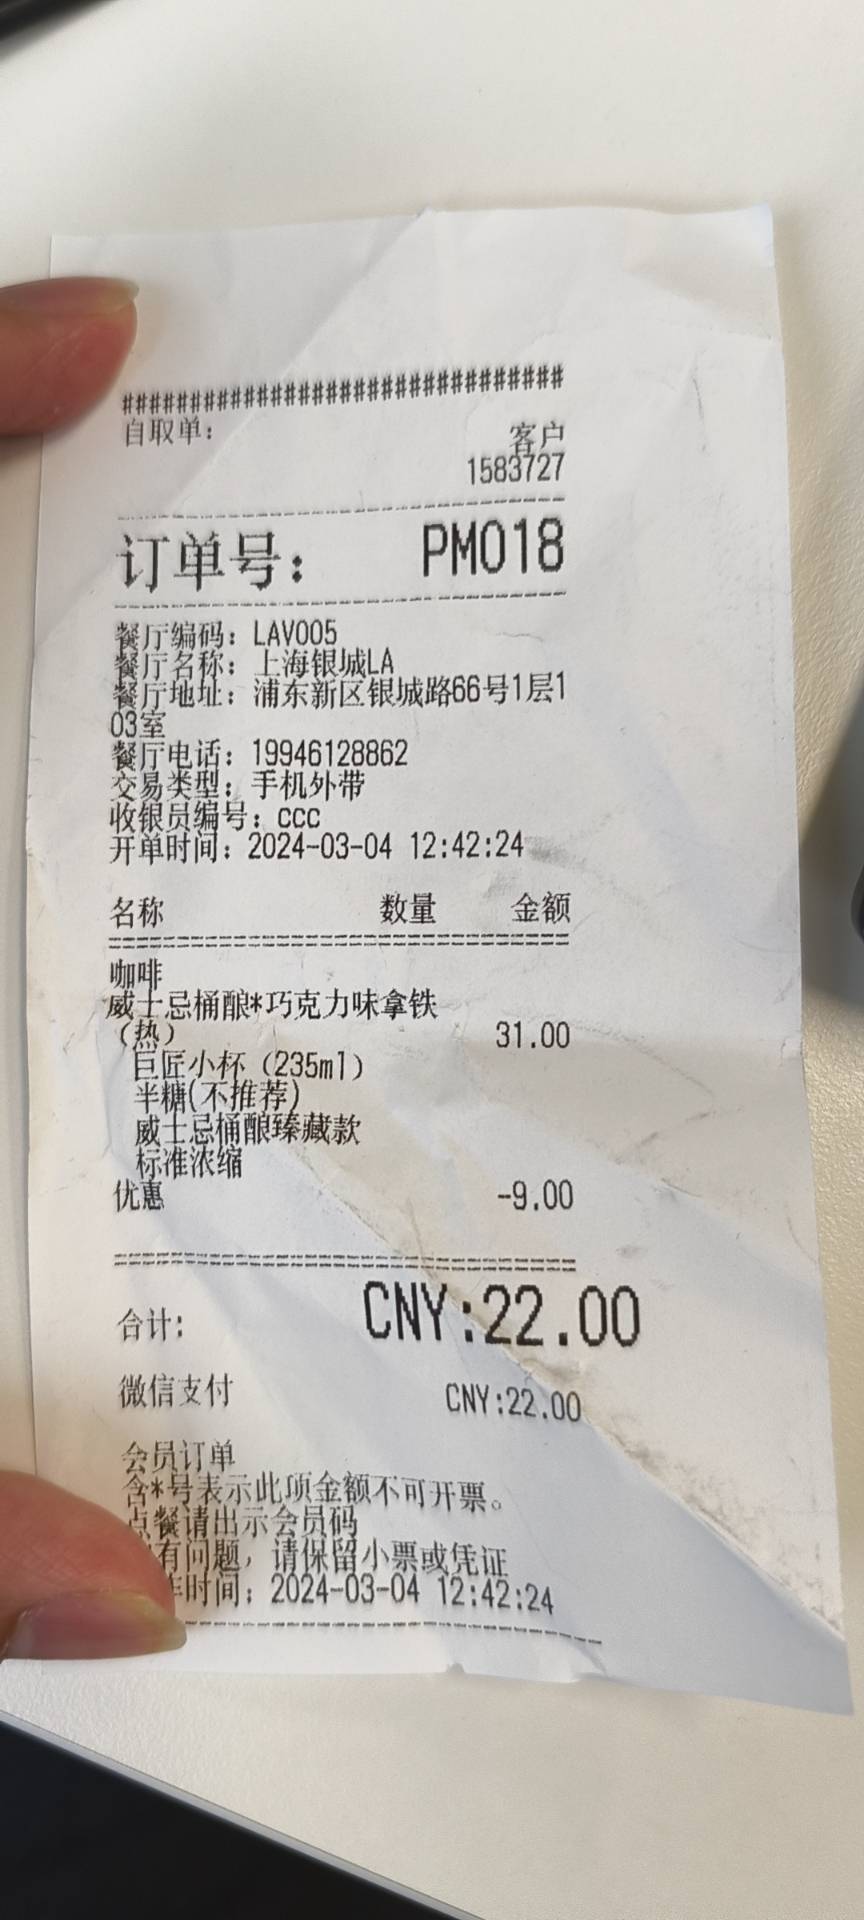 ################################
自取单： 客户
1583727
订单号： PM018
餐厅编码：LAV005
餐厅名称：上海银城LA
餐厅地址：浦东新区银城路66号1层1
03室
餐厅电话：19946128862
交易类型：手机外带
收银员编号：ccc
开单时间：2024-03-04 12:42:24
名称 数量 金额
咖啡
威士忌桶酿*巧克力味拿铁
（热） 31.00
巨匠小杯（235ml）
半糖(不推荐)
威士忌桶酿臻藏款
标准浓缩
优惠 -9.00
合计: CNY:22.00
微信支付 CNY:22.00
会员订单
含*号表示此项金额不可开票。
点餐请出示会员码
有问题，请保留小票或凭证
时间：2024-03-04 12:42:24